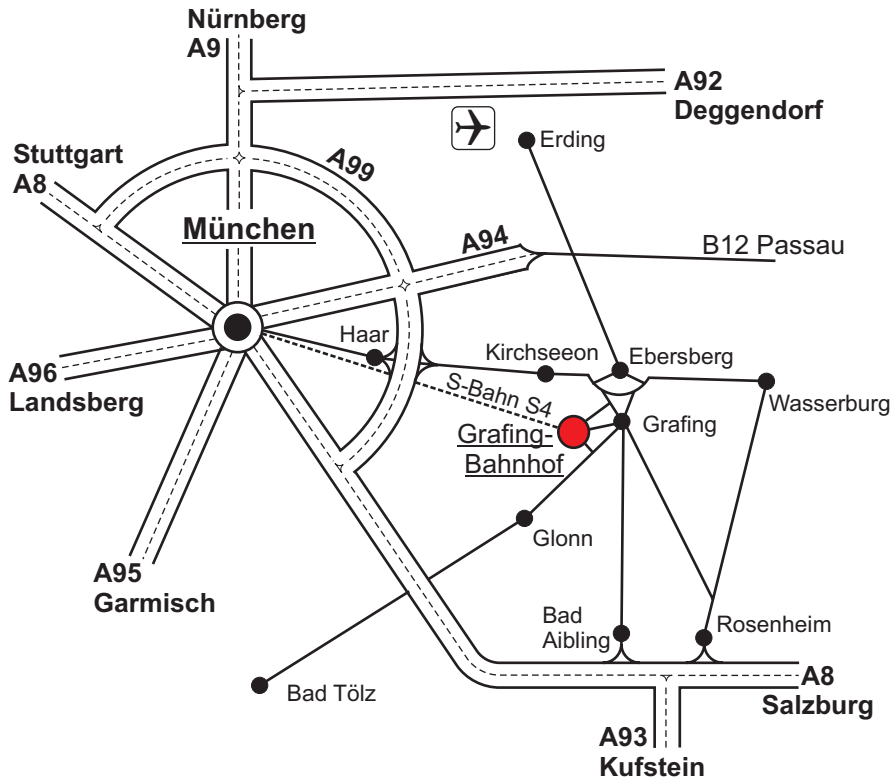 Nürnberg
A9
A92
Deggendorf
Erding
Stuttgart
A8
A99
München
A94
B12 Passau
Haar
Kirchseeon
Ebersberg
A96
Landsberg
S-Bahn S4
Wasserburg
Grafing-
Bahnhof
Grafing
Glonn
A95
Garmisch
Bad
Aibling
Rosenheim
Bad Tölz
A8
Salzburg
A93
Kufstein